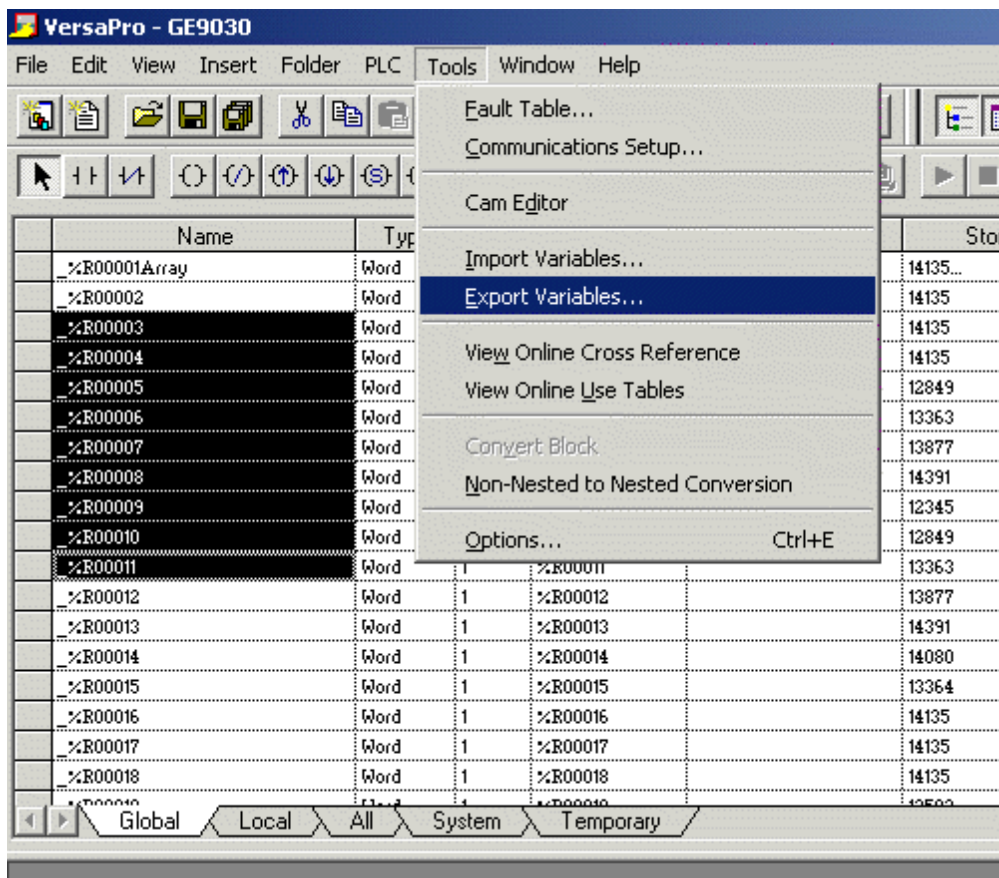 VersaPro - GE9030
File Edit View Insert Folder PLC Tools Window Help
Fault Table...
Communications Setup...
Cam Editor
Import Variables...
Export Variables...
View Online Cross Reference
View Online Use Tables
Convert Block
Non-Nested to Nested Conversion
Options... Ctrl+E
Name Typ Sto
_%R00001Array Word 14135...
_%R00002 Word 14135
_%R00003 Word 14135
_%R00004 Word 14135
_%R00005 Word 12849
_%R00006 Word 13363
_%R00007 Word 13877
_%R00008 Word 14391
_%R00009 Word 12345
_%R00010 Word 12849
_%R00011 Word 1 %R00011 13363
_%R00012 Word 1 %R00012 13877
_%R00013 Word 1 %R00013 14391
_%R00014 Word 1 %R00014 14080
_%R00015 Word 1 %R00015 13364
_%R00016 Word 1 %R00016 14135
_%R00017 Word 1 %R00017 14135
_%R00018 Word 1 %R00018 14135
Global Local All System Temporary